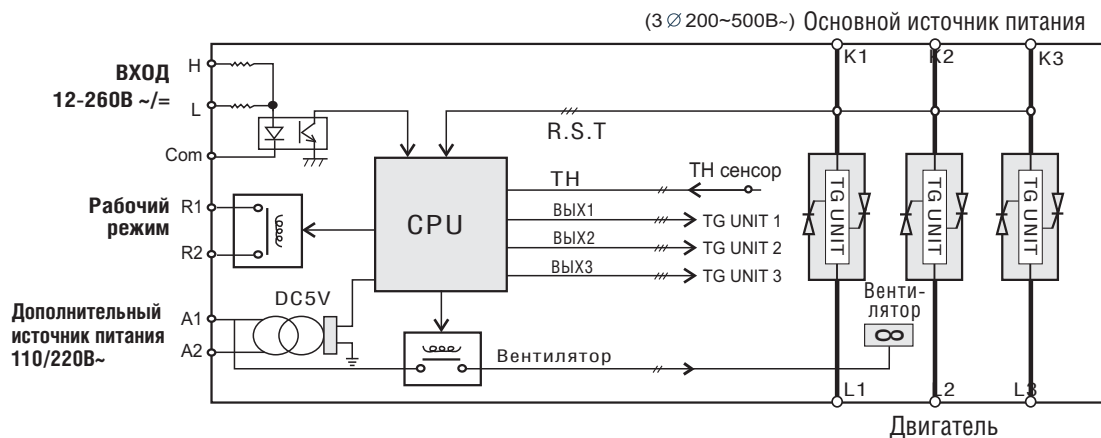 (3 ∅ 200~500В~) Основной источник питания
K1
K2
K3
ВХОД
12-260В ~/=
H
L
Com
R.S.T
CPU
TH
TH сенсор
ВЫХ1
TG UNIT 1
ВЫХ2
TG UNIT 2
ВЫХ3
TG UNIT 3
TG UNIT
TG UNIT
TG UNIT
Рабочий
режим
R1
R2
DC5V
Дополнительный
источник питания
110/220В~
A1
A2
Вентилятор
Венти-
лятор
L1
L2
L3
Двигатель